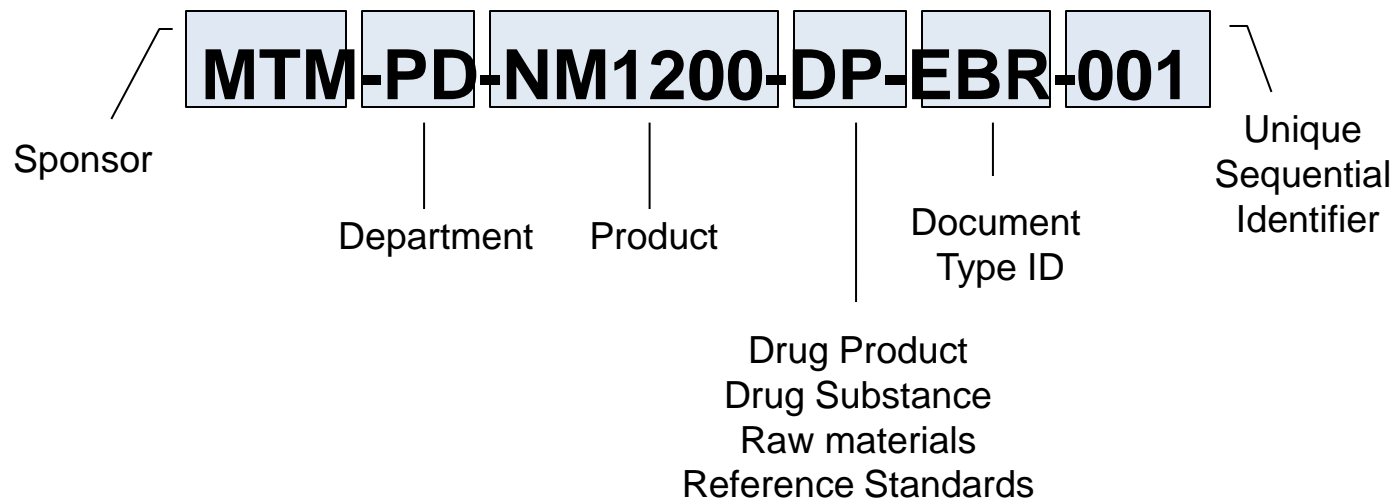 MTM-PD-NM1200-DP-EBR-001
Sponsor
Department
Product
Drug Product
Drug Substance
Raw materials
Reference Standards
Document
Type ID
Unique
Sequential
Identifier